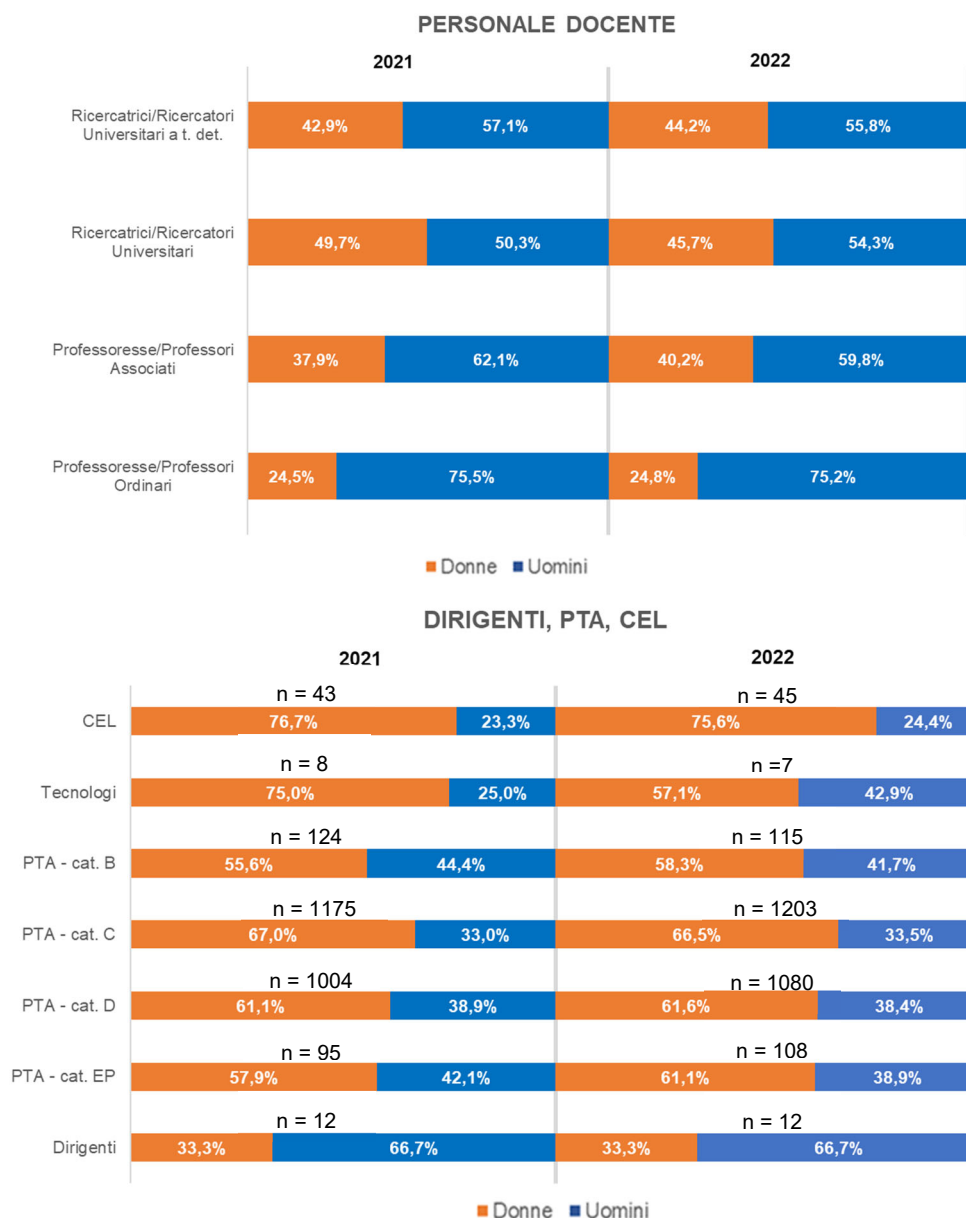 PERSONALE DOCENTE
2021 2022
Ricercatrici/Ricercatori
Universitari a t. det.
42,9% 57,1% 44,2% 55,8%
Ricercatrici/Ricercatori
Universitari
49,7% 50,3% 45,7% 54,3%
Professoresse/Professori
Associati
37,9% 62,1% 40,2% 59,8%
Professoresse/Professori
Ordinari
24,5% 75,5% 24,8% 75,2%
Donne Uomini
DIRIGENTI, PTA, CEL
2021 2022
n = 43 n = 45
CEL 76,7% 23,3% 75,6% 24,4%
n = 8 n =7
Tecnologi 75,0% 25,0% 57,1% 42,9%
n = 124 n = 115
PTA - cat. B 55,6% 44,4% 58,3% 41,7%
n = 1175 n = 1203
PTA - cat. C 67,0% 33,0% 66,5% 33,5%
n = 1004 n = 1080
PTA - cat. D 61,1% 38,9% 61,6% 38,4%
n = 95 n = 108
PTA - cat. EP 57,9% 42,1% 61,1% 38,9%
n = 12 n = 12
Dirigenti 33,3% 66,7% 33,3% 66,7%
Donne Uomini